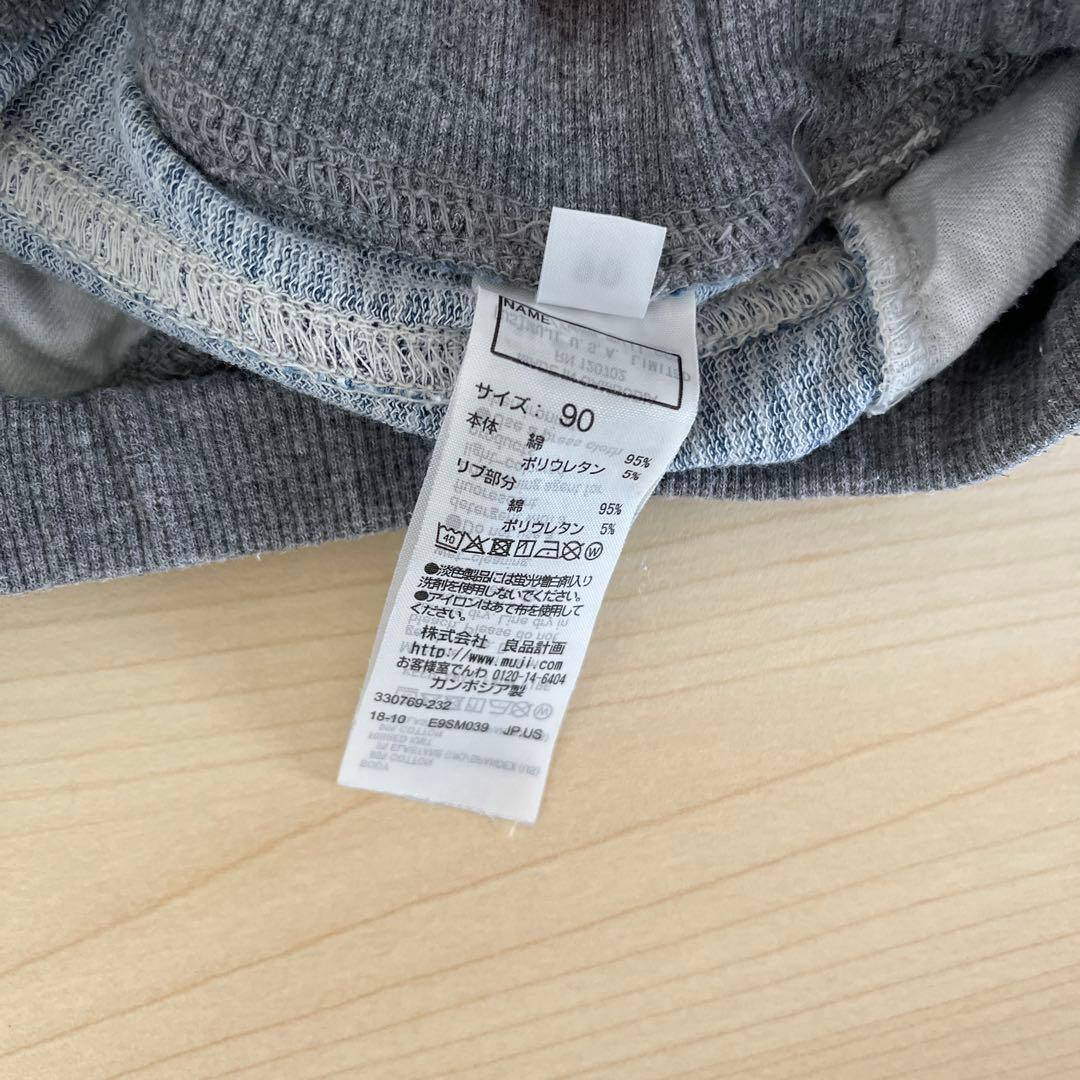 NAME
サイズ: 90
本体 綿 95%
ポリウレタン 5%
リブ部分
綿 95%
ポリウレタン 5%
40 W
●淡色製品には蛍光増白剤入り
洗剤を使用しないでください。
●アイロンはあて布を使用して
ください。
株式会社 良品計画
http://www.muji.com
お客様室でんわ 0120-14-6404
カンボジア製
330769-232
18-10 E9SM039 JP.US